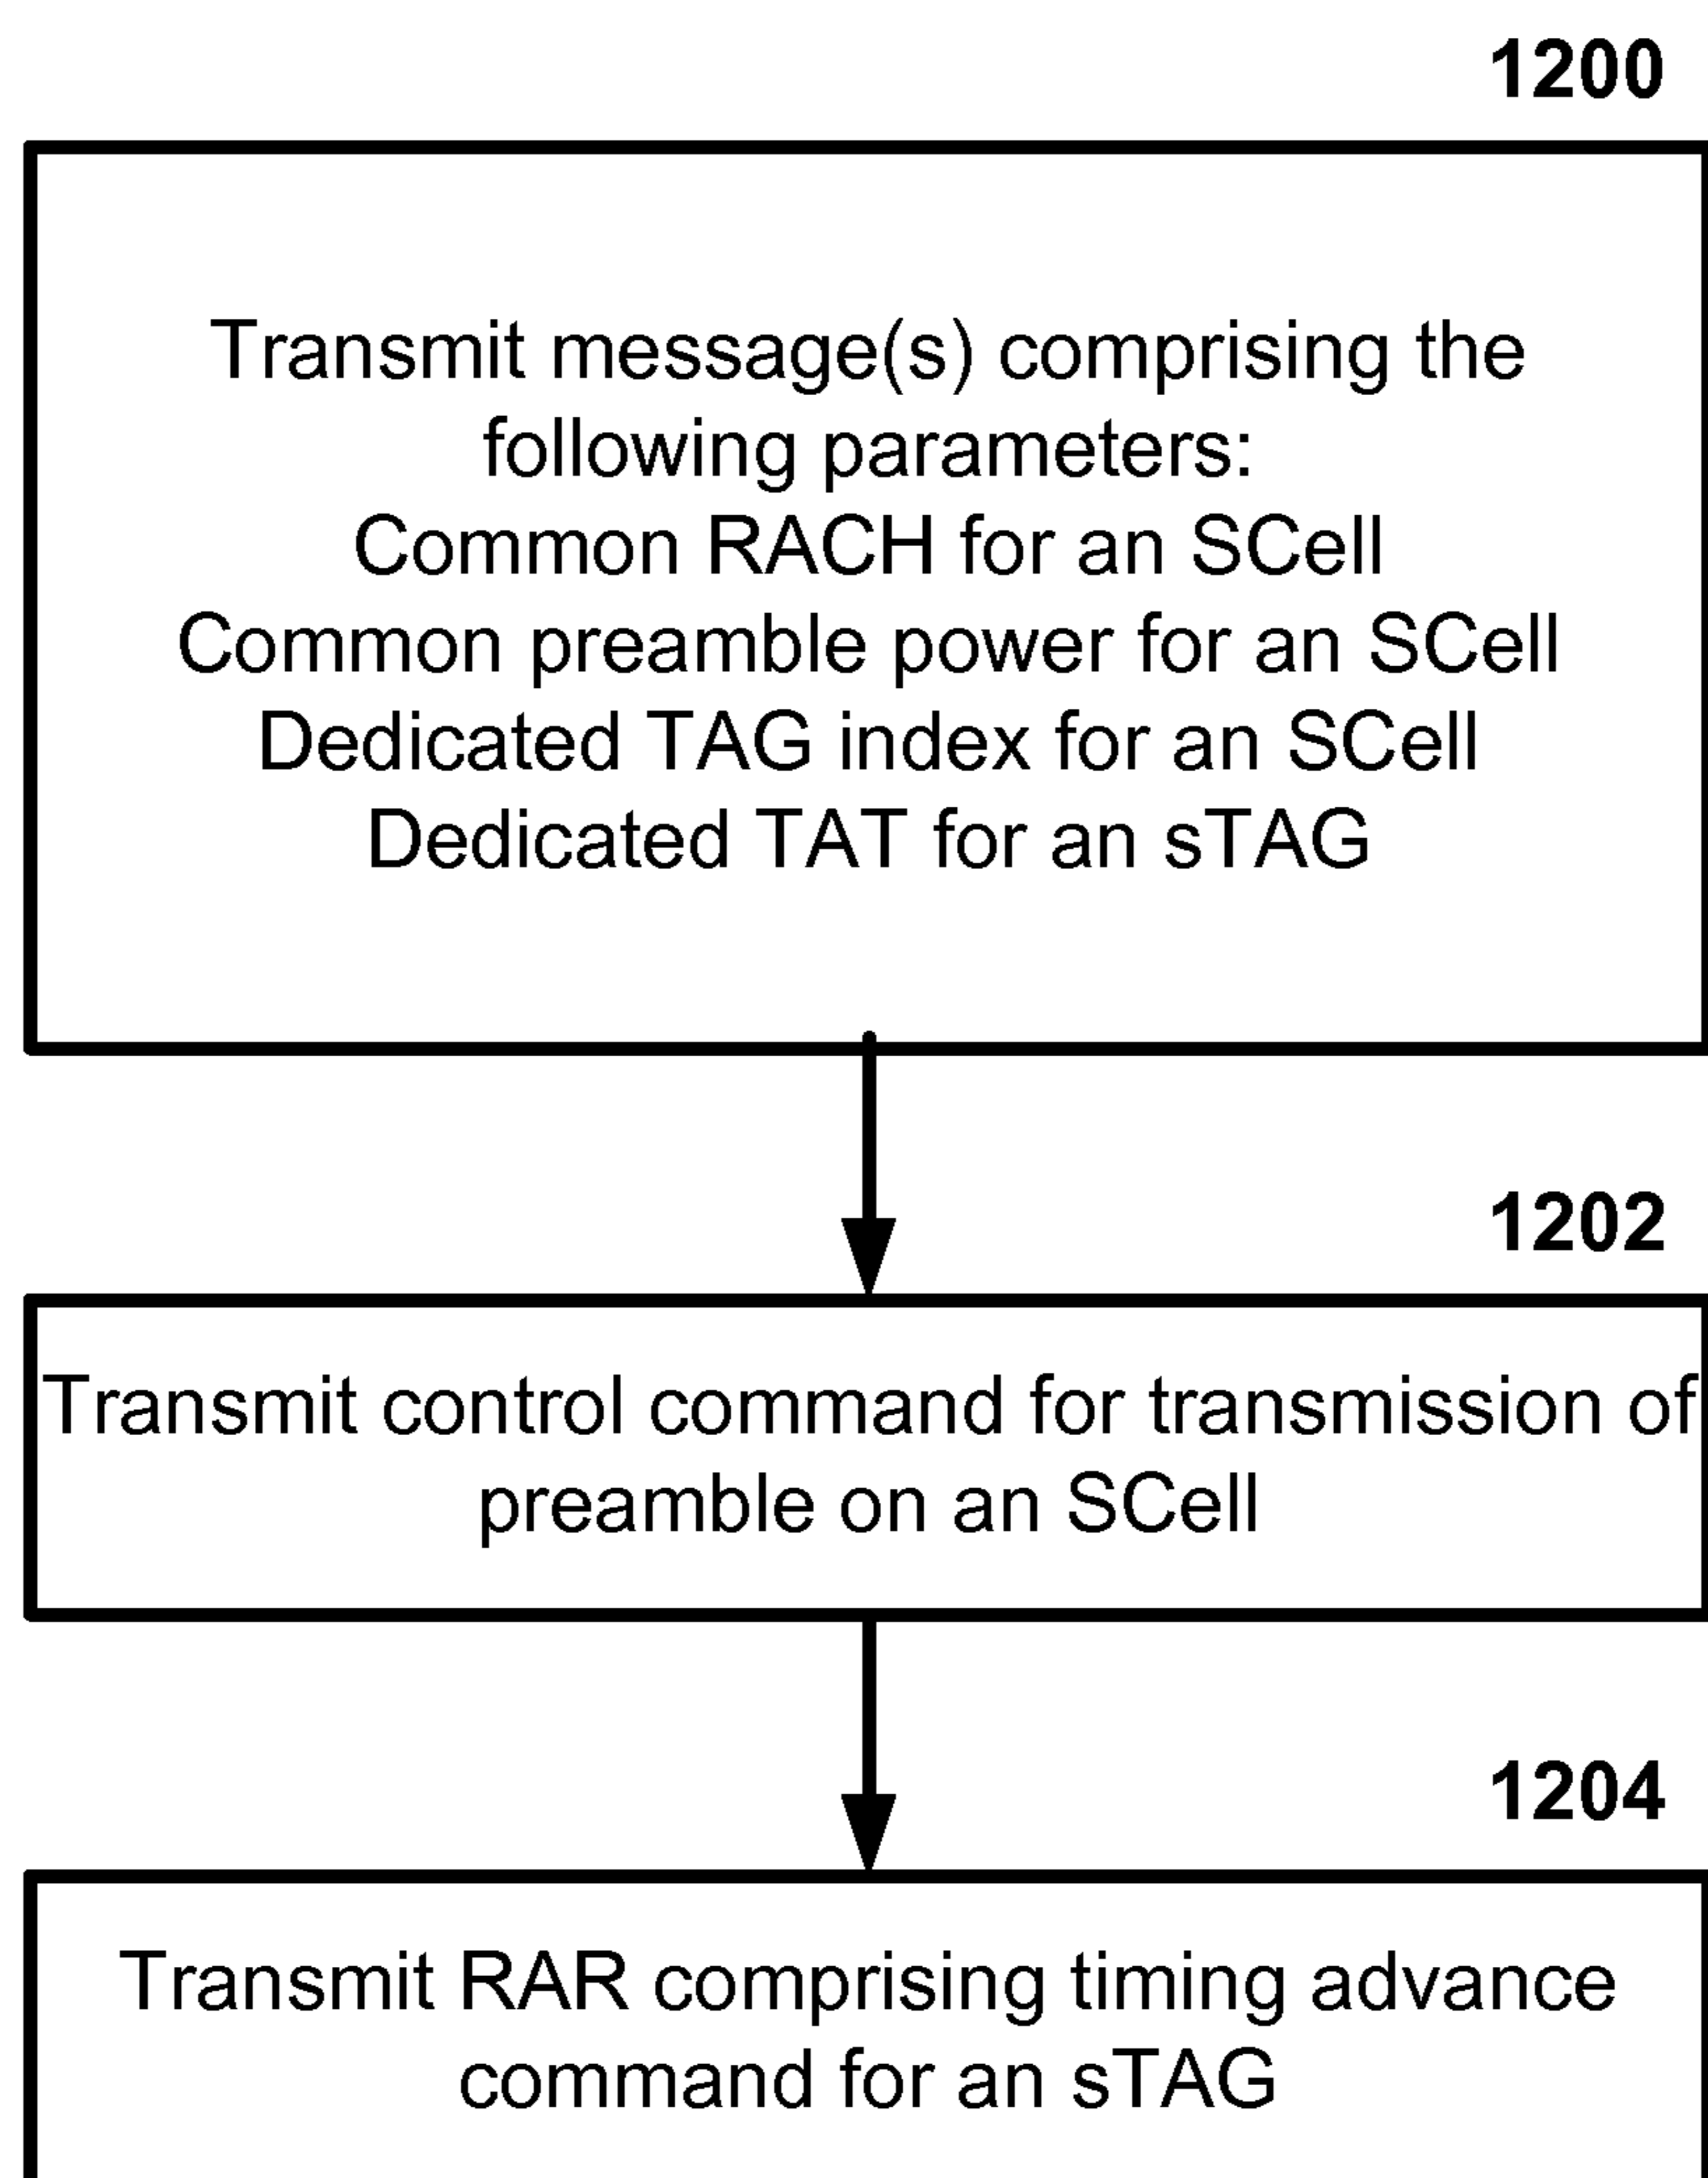 1200
Transmit message(s) comprising the
following parameters:
Common RACH for an SCell
Common preamble power for an SCell
Dedicated TAG index for an SCell
Dedicated TAT for an sTAG
1202
Transmit control command for transmission of
preamble on an SCell
1204
Transmit RAR comprising timing advance
command for an sTAG